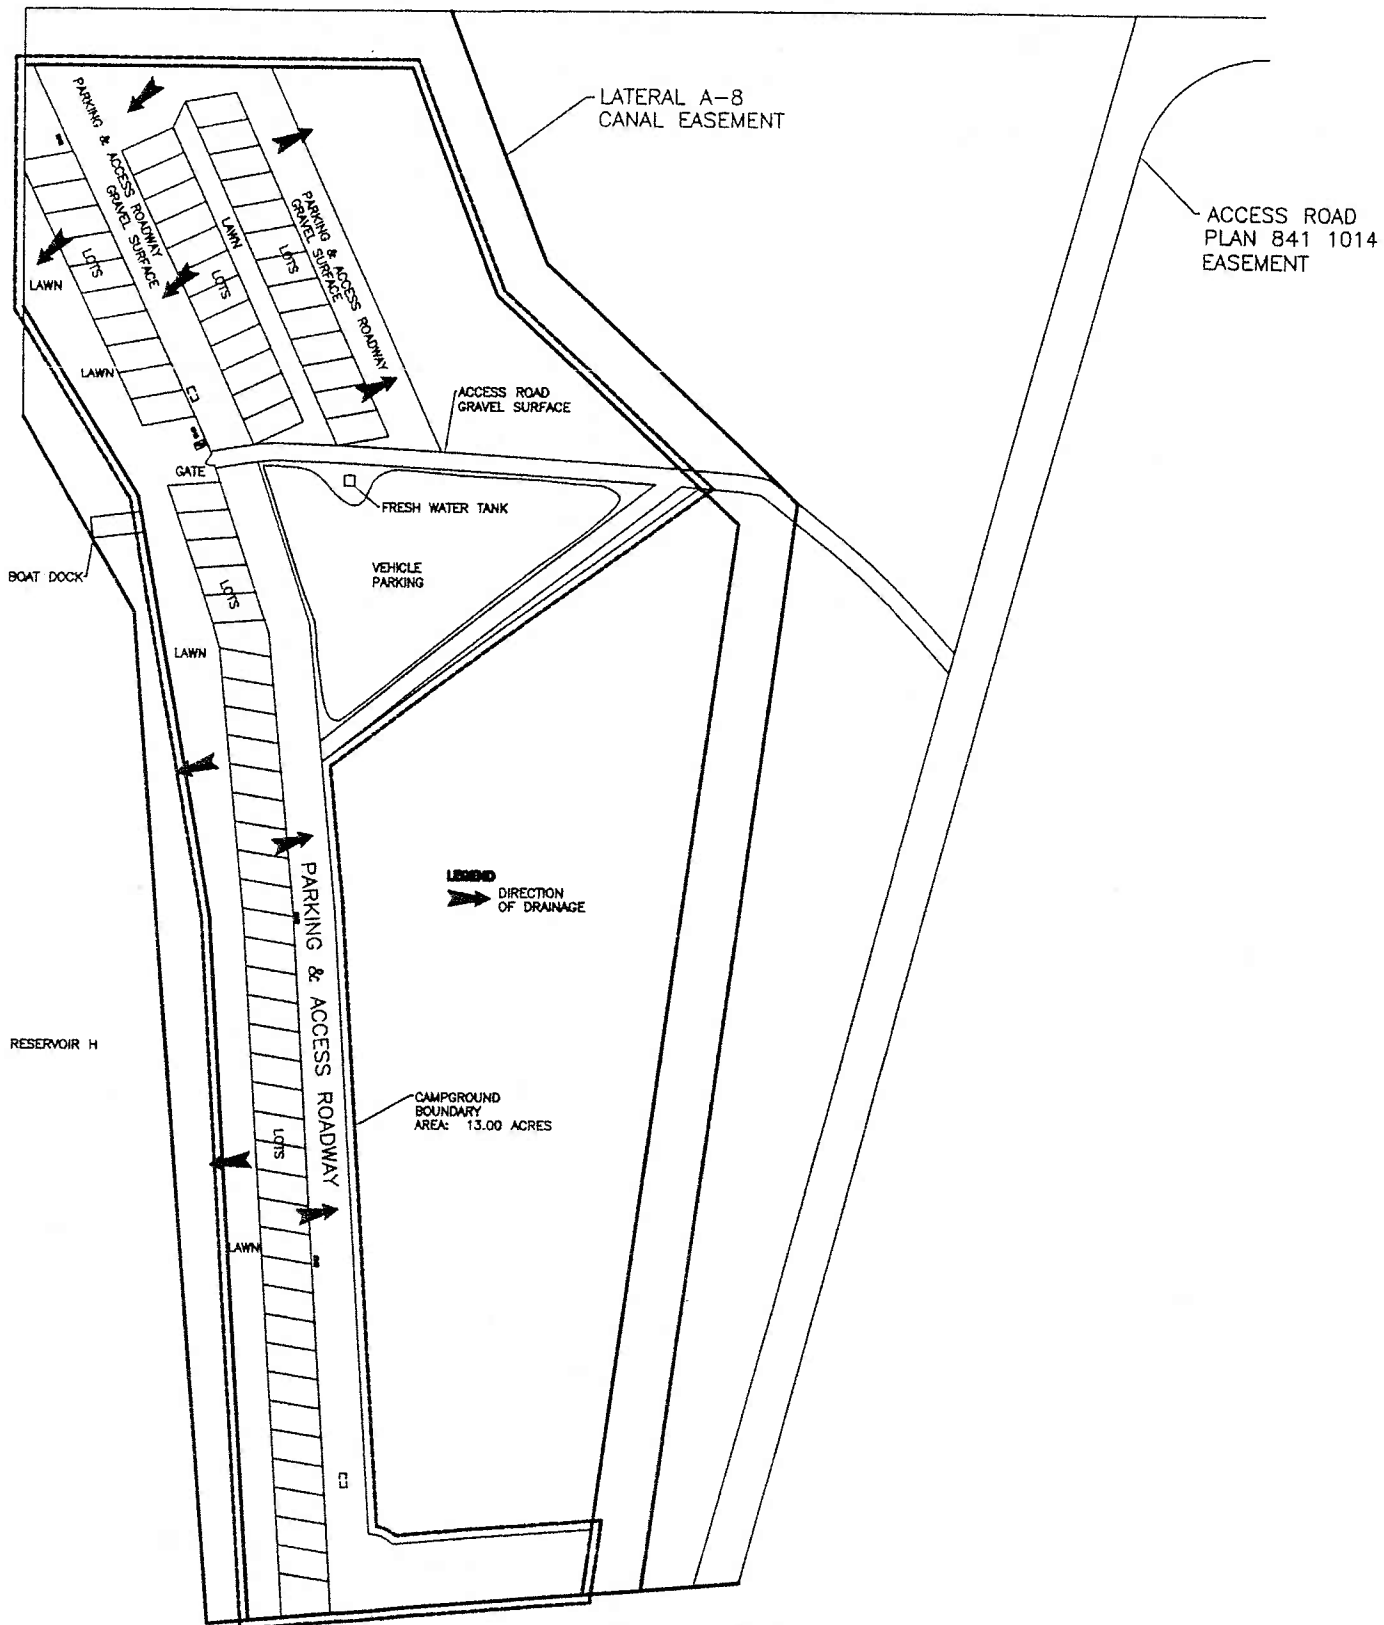 LATERAL A-8
CANAL EASEMENT
ACCESS ROAD
PLAN 841 1014
EASEMENT
PARKING & ACCESS ROADWAY
GRAVEL SURFACE
PARKING & ACCESS ROADWAY
GRAVEL SURFACE
LAWN
LOTS
LOTS
LOTS
LAWN
LAWN
ACCESS ROAD
GRAVEL SURFACE
GATE
FRESH WATER TANK
BOAT DOCK
VEHICLE
PARKING
LOTS
LAWN
LEGEND
DIRECTION
OF DRAINAGE
PARKING & ACCESS ROADWAY
RESERVOIR H
CAMPGROUND
BOUNDARY
AREA: 13.00 ACRES
LOTS
LAWN